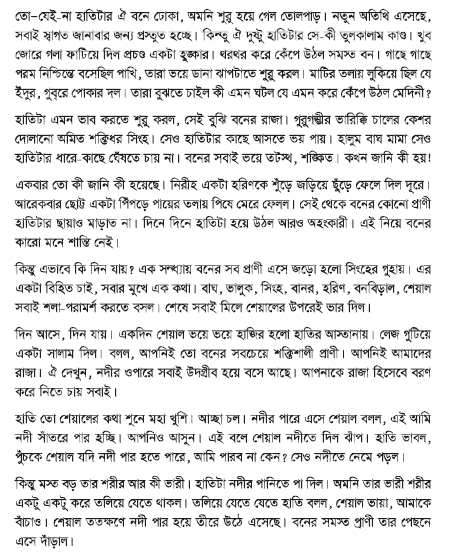 তো-যেই-না হাতিটার ঐ বনে ঢোকা, অমনি শুরু হয়ে গেল তোলপাড়। নতুন অতিথি এসেছে,
সবাই স্বাগত জানাবার জন্য প্রস্তুত হচ্ছে। কিন্তু ঐ দুষ্টু হাতিটার সে-কী তুলকালাম কাণ্ড। খুব
জোরে গলা ফাটিয়ে দিল প্রচণ্ড একটা হুঙ্কার। থরথর করে কেঁপে উঠল সমস্ত বন। গাছে গাছে
পরম নিশ্চিন্তে বসেছিল পাখি, তারা ভয়ে ডানা ঝাপটাতে শুরু করল। মাটির তলায় লুকিয়ে ছিল যে
ইঁদুর, গুবরে পোকার দল। তারা বুঝতে চাইল কী এমন ঘটল যে এমন করে কেঁপে উঠল মেদিনী?
হাতিটা এমন ভাব করতে শুরু করল, সেই বুঝি বনের রাজা। গুরুগম্ভীর ভারিক্কি চালের কেশর
দোলানো অমিত শক্তিধর সিংহ। সেও হাতিটার কাছে আসতে ভয় পায়। হালুম বাঘ মামা সেও
হাতিটার ধারে-কাছে ঘেঁষতে চায় না। বনের সবাই ভয়ে তটস্থ, শঙ্কিত। কখন জানি কী হয়!
একবার তো কী জানি কী হয়েছে। নিরীহ একটা হরিণকে শুঁড়ে জড়িয়ে ছুঁড়ে ফেলে দিল দূরে।
আরেকবার ছোট্ট একটা পিঁপড়ে পায়ের তলায় পিষে মেরে ফেলল। সেই থেকে বনের কোনো প্রাণী
হাতিটার ছায়াও মাড়াত না। দিনে দিনে হাতিটা হয়ে উঠল আরও অহংকারী। এই নিয়ে বনের
কারো মনে শান্তি নেই।
কিন্তু এভাবে কি দিন যায়? এক সন্ধ্যায় বনের সব প্রাণী এসে জড়ো হলো সিংহের গুহায়। এর
একটা বিহিত চাই, সবার মুখে এক কথা। বাঘ, ভালুক, সিংহ, বানর, হরিণ, বনবিড়াল, শেয়াল
সবাই শলা-পরামর্শ করতে বসল। শেষে সবাই মিলে শেয়ালের উপরেই ভার দিল।
দিন আসে, দিন যায়। একদিন শেয়াল ভয়ে ভয়ে হাজির হলো হাতির আস্তানায়। লেজ গুটিয়ে
একটা সালাম দিল। বলল, আপনিই তো বনের সবচেয়ে শক্তিশালী প্রাণী। আপনিই আমাদের
রাজা। ঐ দেখুন, নদীর ওপারে সবাই উদগ্রীব হয়ে বসে আছে। আপনাকে রাজা হিসেবে বরণ
করে নিতে চায় সবাই।
হাতি তো শেয়ালের কথা শুনে মহা খুশি। আচ্ছা চল। নদীর পারে এসে শেয়াল বলল, এই আমি
নদী সাঁতরে পার হচ্ছি। আপনিও আসুন। এই বলে শেয়াল নদীতে দিল ঝাঁপ। হাতি ভাবল,
পুঁচকে শেয়াল যদি নদী পার হতে পারে, আমি পারব না কেন? সেও নদীতে নেমে পড়ল।
কিন্তু মস্ত বড় তার শরীর আর কী ভারী। হাতিটা নদীর পানিতে পা দিল। অমনি তার ভারী শরীর
একটু একটু করে তলিয়ে যেতে থাকল। তলিয়ে যেতে যেতে হাতি বলল, শেয়াল ভায়া, আমাকে
বাঁচাও। শেয়াল ততক্ষণে নদী পার হয়ে তীরে উঠে এসেছে। বনের সমস্ত প্রাণী তার পেছনে
এসে দাঁড়াল।